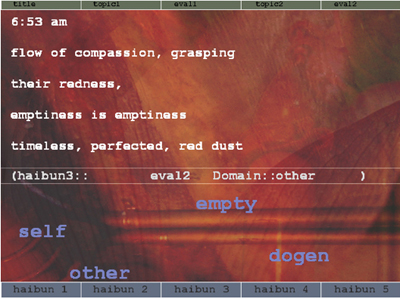 title topic1 eval1 topic2 eval2
6:53 am
flow of compassion, grasping
their redness,
emptiness is emptiness
timeless, perfected, red dust
(haibun3:: eval2 Domain::other )
empty
self
dogen
other
haibun 1 haibun 2 haibun 3 haibun 4 haibun 5